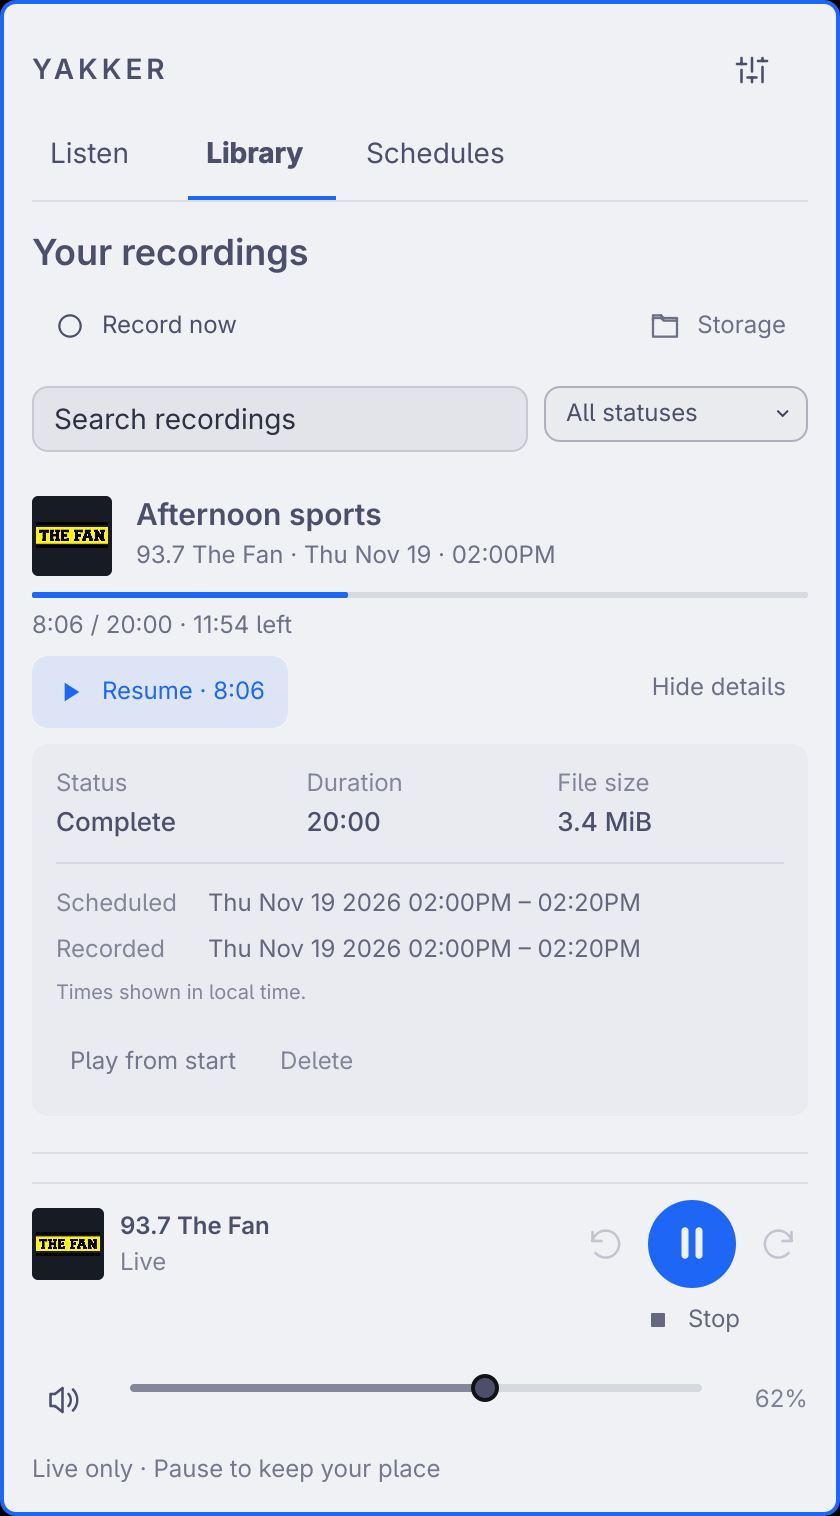 YAKKER
Listen Library Schedules
Your recordings
Record now Storage
Search recordings All statuses
THE FAN
Afternoon sports
93.7 The Fan · Thu Nov 19 · 02:00PM
8:06 / 20:00 · 11:54 left
Resume · 8:06 Hide details
Status Duration File size
Complete 20:00 3.4 MiB
Scheduled Thu Nov 19 2026 02:00PM – 02:20PM
Recorded Thu Nov 19 2026 02:00PM – 02:20PM
Times shown in local time.
Play from start Delete
THE FAN
93.7 The Fan
Live
Stop
62%
Live only · Pause to keep your place